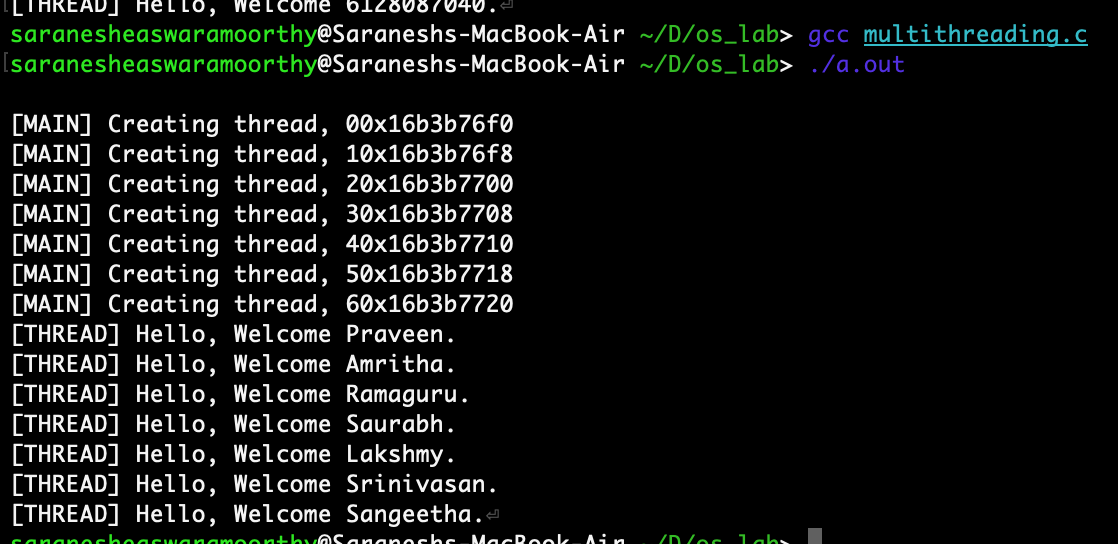 [THREAD] Hello, Welcome 6128087040.⏎
saranesheaswaramoorthy@Saraneshs-MacBook-Air ~/D/os_lab> gcc multithreading.c
saranesheaswaramoorthy@Saraneshs-MacBook-Air ~/D/os_lab> ./a.out
[MAIN] Creating thread, 00x16b3b76f0
[MAIN] Creating thread, 10x16b3b76f8
[MAIN] Creating thread, 20x16b3b7700
[MAIN] Creating thread, 30x16b3b7708
[MAIN] Creating thread, 40x16b3b7710
[MAIN] Creating thread, 50x16b3b7718
[MAIN] Creating thread, 60x16b3b7720
[THREAD] Hello, Welcome Praveen.
[THREAD] Hello, Welcome Amritha.
[THREAD] Hello, Welcome Ramaguru.
[THREAD] Hello, Welcome Saurabh.
[THREAD] Hello, Welcome Lakshmy.
[THREAD] Hello, Welcome Srinivasan.
[THREAD] Hello, Welcome Sangeetha.⏎
saranesheaswaramoorthy@Saraneshs-MacBook-Air ~/D/os_lab>